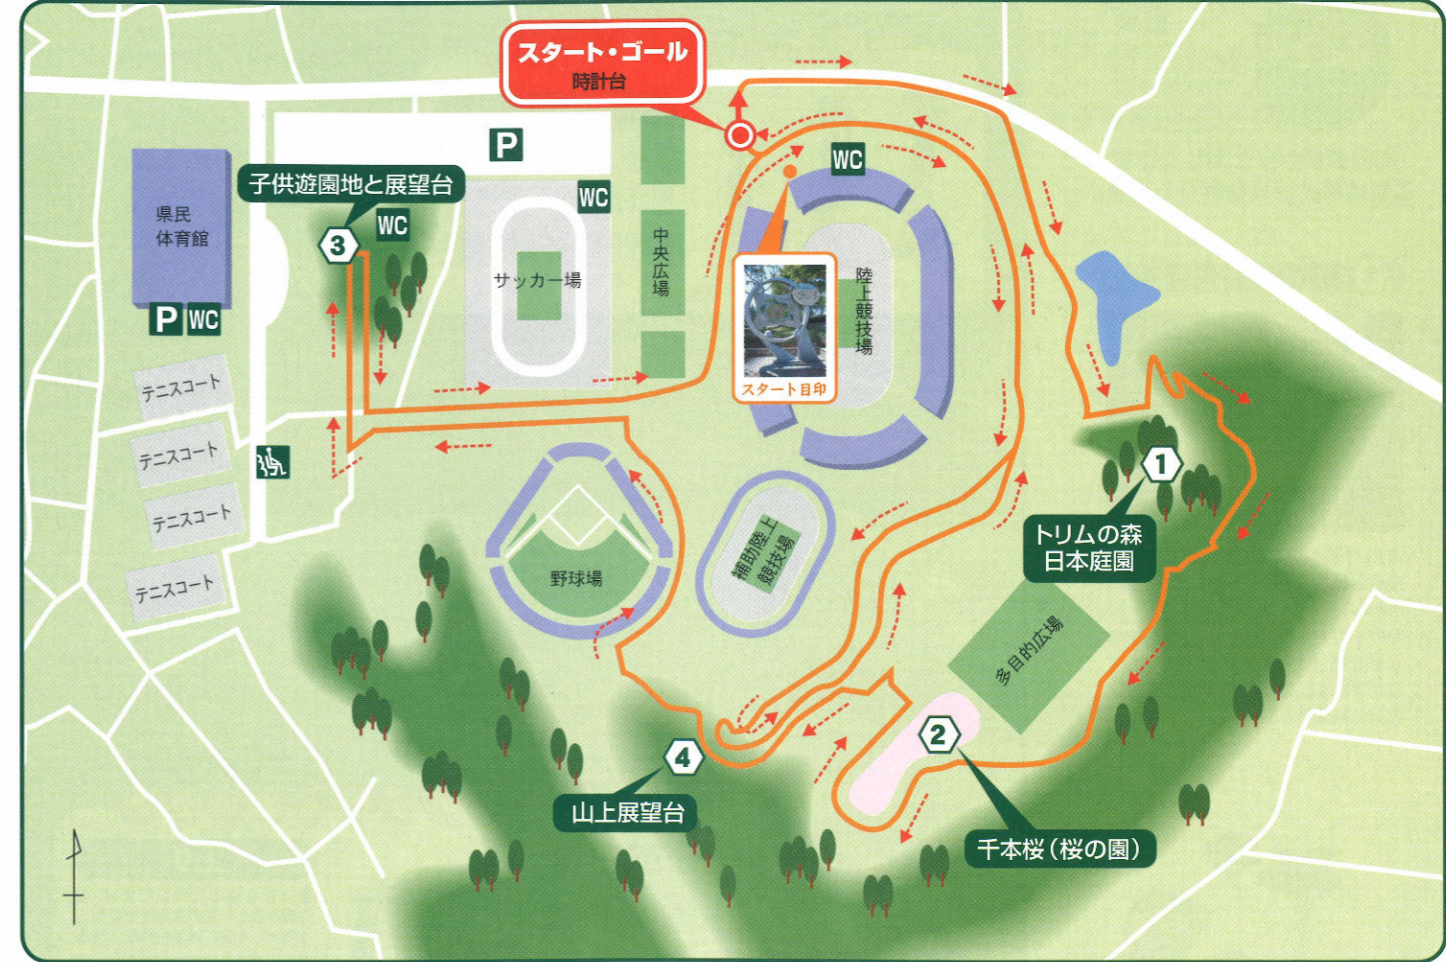 スタート・ゴール
時計台
P
WC
子供遊園地と展望台
WC
WC
3
県民
体育館
サッカー場
中央広場
陸上競技場
P
WC
スタート目印
テニスコート
テニスコート
テニスコート
テニスコート
1
トリムの森
日本庭園
補助陸上
競技場
野球場
多目的広場
2
4
山上展望台
千本桜(桜の園)